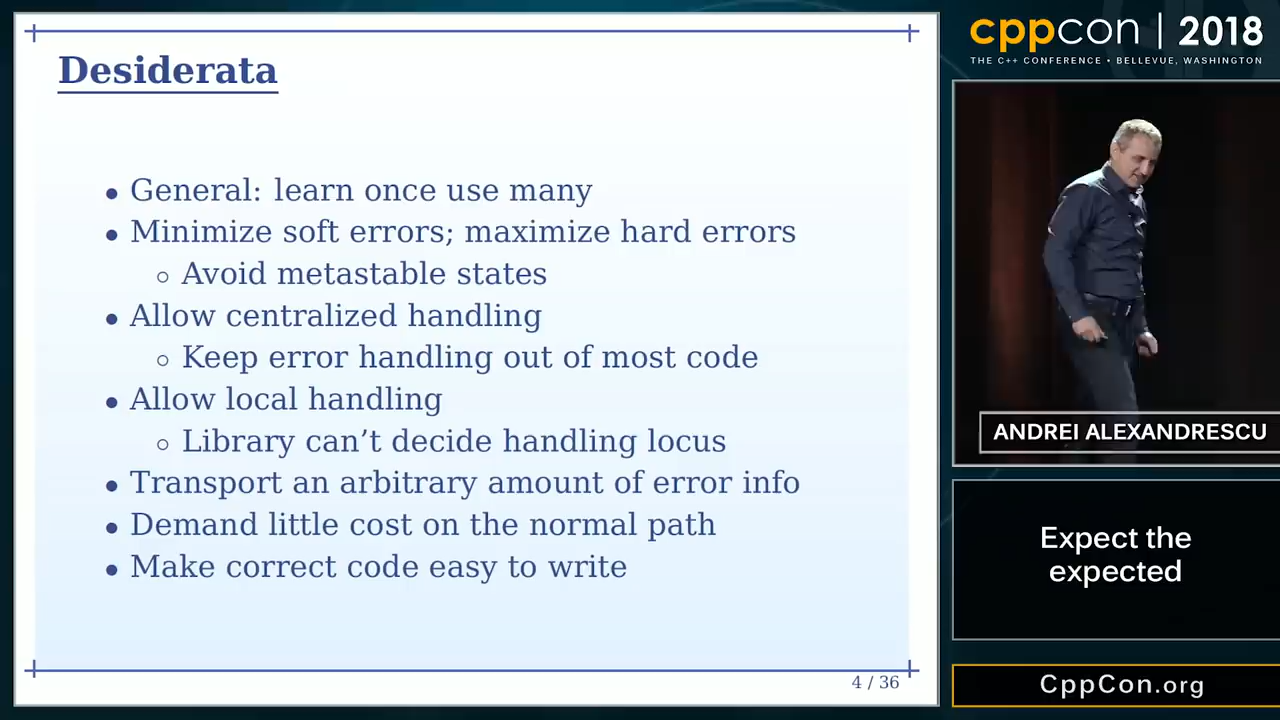 Desiderata
• General: learn once use many
• Minimize soft errors; maximize hard errors
○ Avoid metastable states
• Allow centralized handling
○ Keep error handling out of most code
• Allow local handling
○ Library can’t decide handling locus
• Transport an arbitrary amount of error info
• Demand little cost on the normal path
• Make correct code easy to write
4 / 36
cppcon | 2018
THE C++ CONFERENCE • BELLEVUE, WASHINGTON
ANDREI ALEXANDRESCU
Expect the
expected
CppCon.org